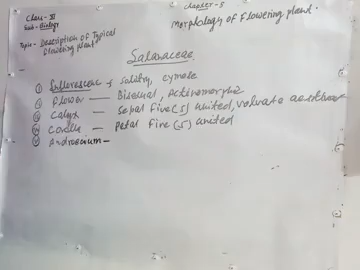 Chapter-5
Class- XI
Sub- Biology
Morphology of Flowering plant.
Topic- Description of Typical
Flowering plant
Solanaceae
① Inflorescence - Solitary, cymose
② Flower — Bisexual, Actinomorphic
③ Calyx — Sepal five(5) united, valvate
④ Corolla — Petal five (5) united
⑤ Androecium —